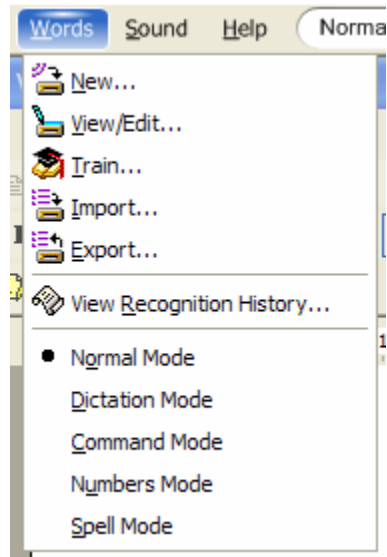 Words Sound Help Norma
New...
View/Edit...
Train...
Import...
Export...
View Recognition History...
Normal Mode
Dictation Mode
Command Mode
Numbers Mode
Spell Mode